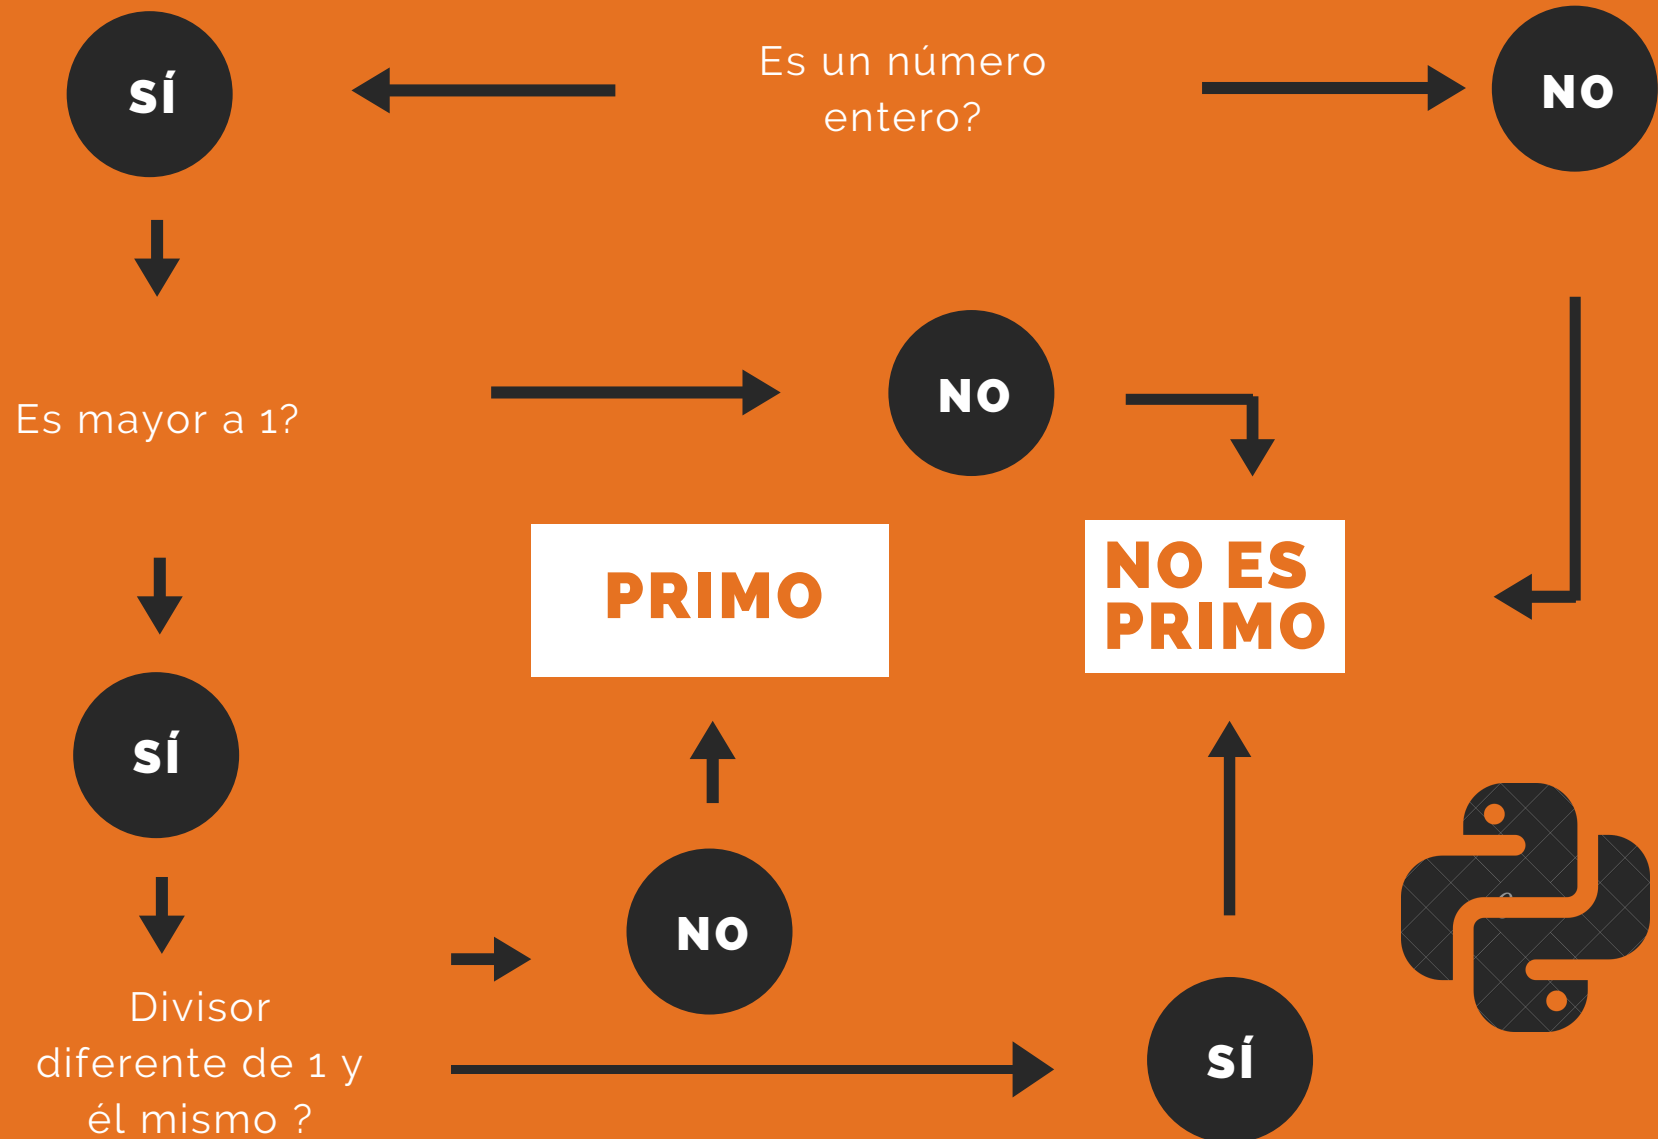 SÍ
Es un número
entero?
NO
Es mayor a 1?
NO
PRIMO
NO ES
PRIMO
SÍ
NO
Divisor
diferente de 1 y
él mismo ?
SÍ